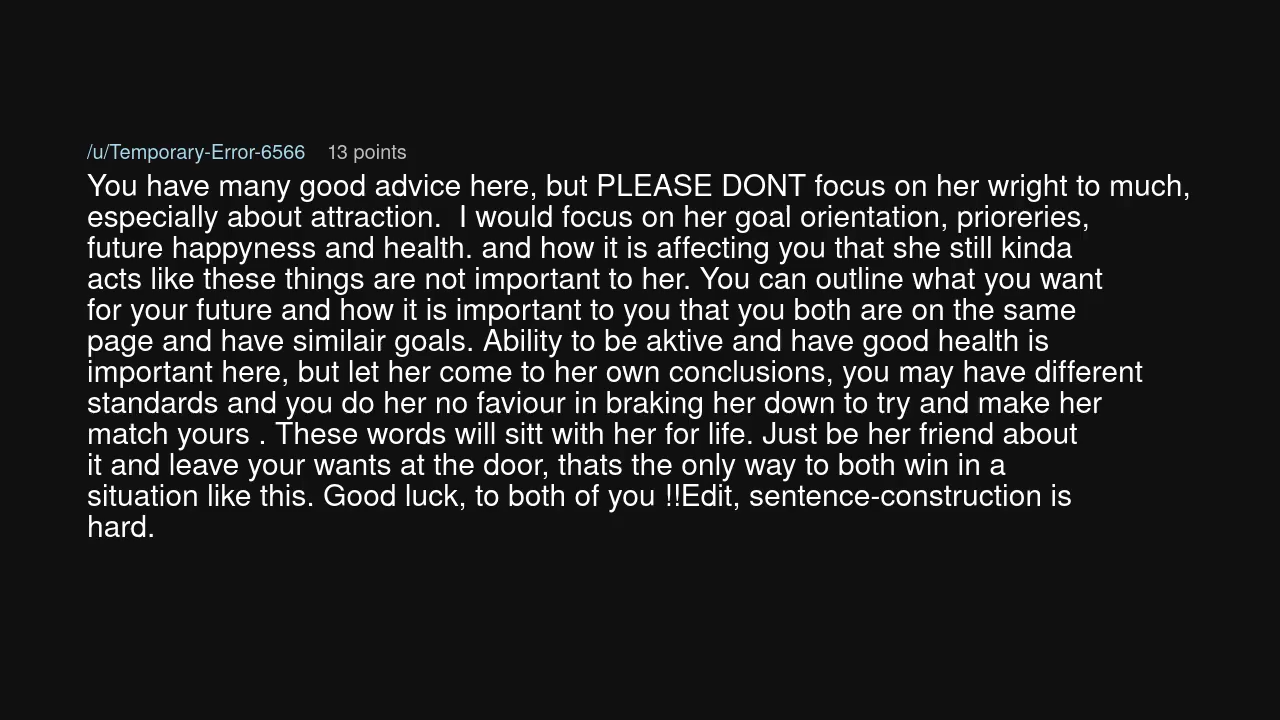 /u/Temporary-Error-6566 13 points
You have many good advice here, but PLEASE DONT focus on her wright to much,
especially about attraction.  I would focus on her goal orientation, prioreries,
future happyness and health. and how it is affecting you that she still kinda
acts like these things are not important to her. You can outline what you want
for your future and how it is important to you that you both are on the same
page and have similair goals. Ability to be aktive and have good health is
important here, but let her come to her own conclusions, you may have different
standards and you do her no faviour in braking her down to try and make her
match yours . These words will sitt with her for life. Just be her friend about
it and leave your wants at the door, thats the only way to both win in a
situation like this. Good luck, to both of you !!Edit, sentence-construction is
hard.